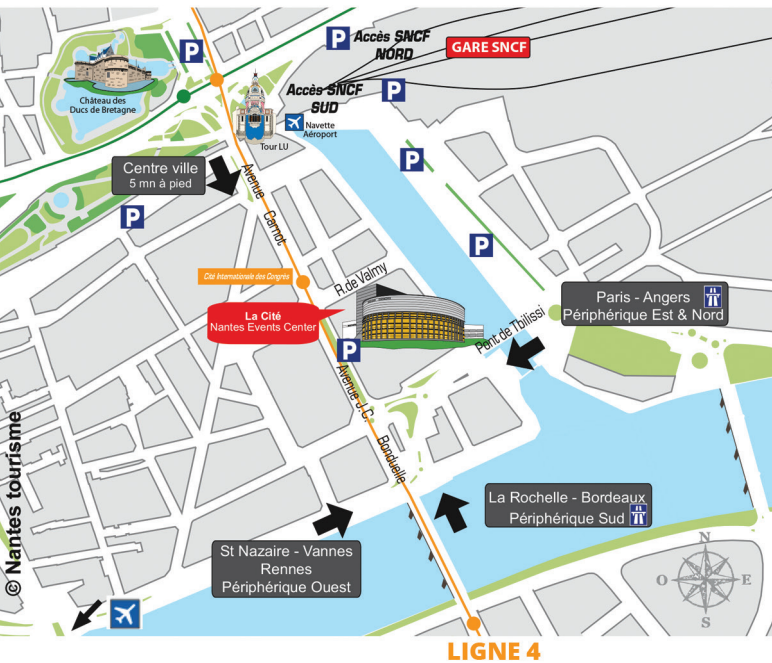 P
P
Accès SNCF
NORD
GARE SNCF
Château des
Ducs de Bretagne
Accès SNCF
SUD
P
Navette
Aéroport
Tour LU
Centre ville
5 mn à pied
P
P
P
Avenue Carnot
Cité Internationale des Congrès
R.de Valmy
La Cité
Nantes Events Center
P
Paris - Angers
Périphérique Est & Nord
Pont de Tbilissi
Avenue J.C. Bonduelle
La Rochelle - Bordeaux
Périphérique Sud
St Nazaire - Vannes
Rennes
Périphérique Ouest
© Nantes tourisme
N
O
E
S
LIGNE 4